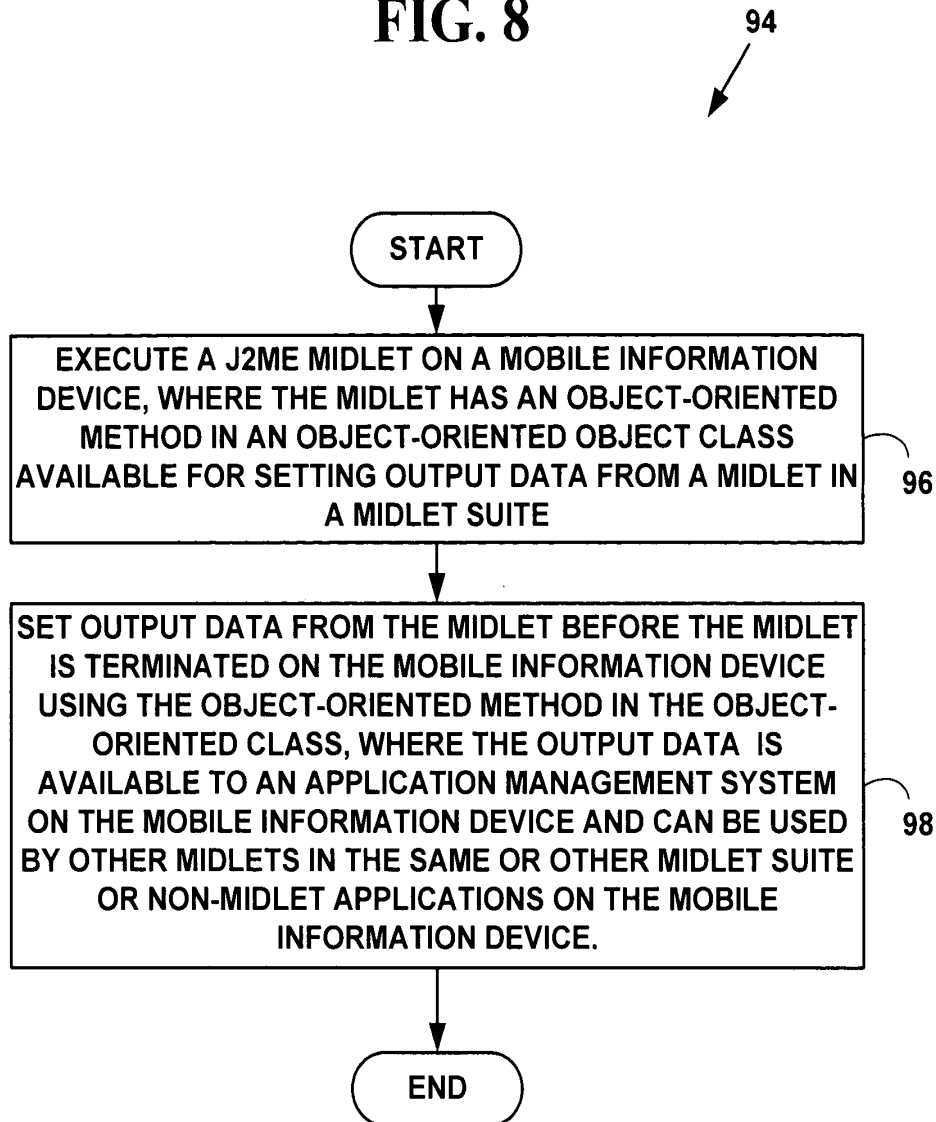 FIG. 8
94
START
EXECUTE A J2ME MIDLET ON A MOBILE INFORMATION
DEVICE, WHERE THE MIDLET HAS AN OBJECT-ORIENTED
METHOD IN AN OBJECT-ORIENTED OBJECT CLASS
AVAILABLE FOR SETTING OUTPUT DATA FROM A MIDLET IN
A MIDLET SUITE
96
SET OUTPUT DATA FROM THE MIDLET BEFORE THE MIDLET
IS TERMINATED ON THE MOBILE INFORMATION DEVICE
USING THE OBJECT-ORIENTED METHOD IN THE OBJECT-
ORIENTED CLASS, WHERE THE OUTPUT DATA IS
AVAILABLE TO AN APPLICATION MANAGEMENT SYSTEM
ON THE MOBILE INFORMATION DEVICE AND CAN BE USED
BY OTHER MIDLETS IN THE SAME OR OTHER MIDLET SUITE
OR NON-MIDLET APPLICATIONS ON THE MOBILE
INFORMATION DEVICE.
98
END